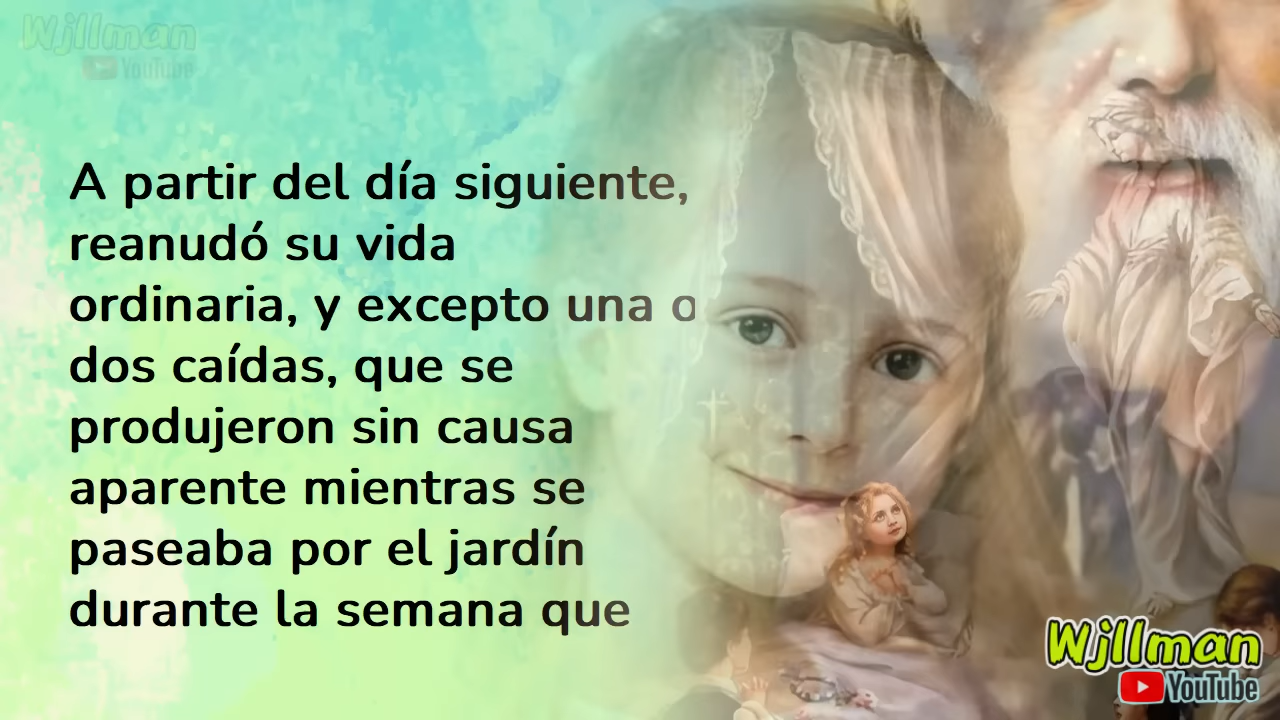 Wjllman
YouTube
A partir del día siguiente,
reanudó su vida
ordinaria, y excepto una o
dos caídas, que se
produjeron sin causa
aparente mientras se
paseaba por el jardín
durante la semana que
Wjllman
YouTube